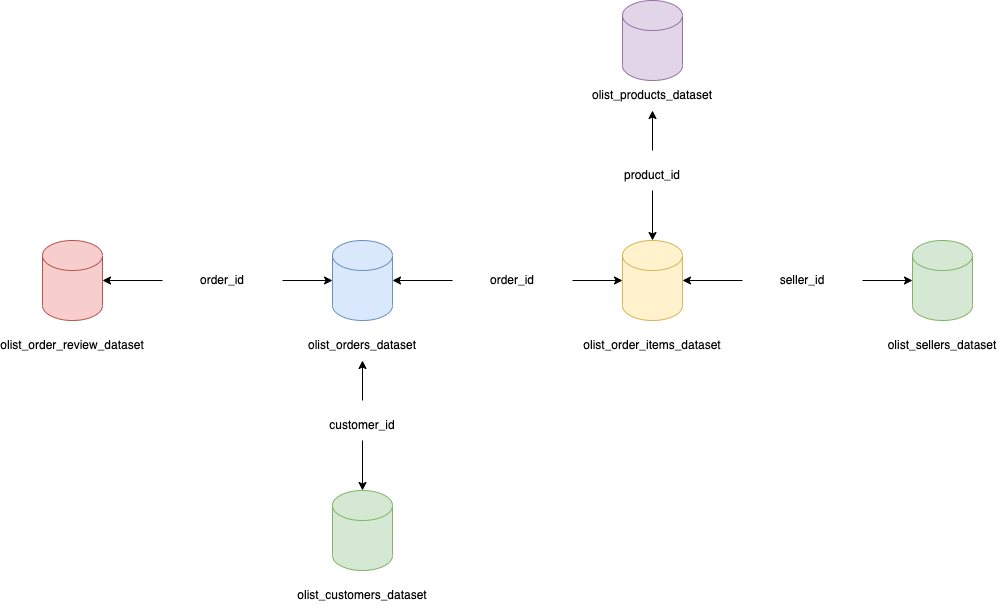 olist_products_dataset
product_id
order_id
order_id
seller_id
olist_order_review_dataset
olist_orders_dataset
olist_order_items_dataset
olist_sellers_dataset
customer_id
olist_customers_dataset